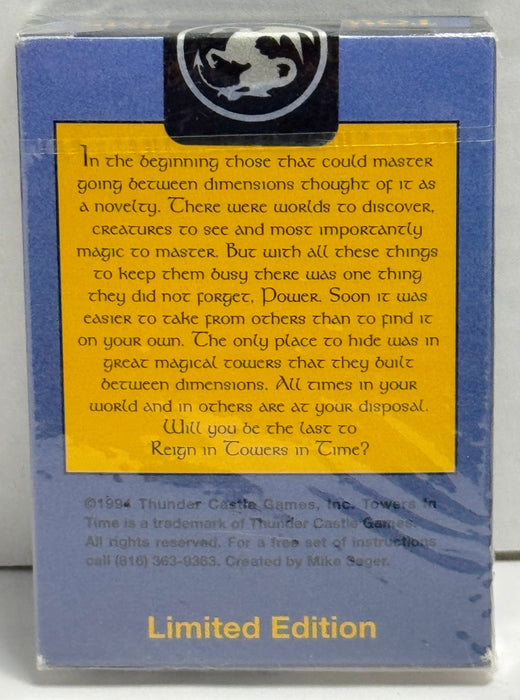 In the beginning those that could master
going between dimensions thought of it as
a novelty. There were worlds to discover,
creatures to see and most importantly
magic to master. But with all these things
to keep them busy there was one thing
they did not forget, Power. Soon it was
easier to take from others than to find it
on your own. The only place to hide was in
great magical towers that they built
between dimensions. All times in your
world and in others are at your disposal.
Will you be the last to
Reign in Towers in Time?
©1994 Thunder Castle Games, Inc. Towers in
Time is a trademark of Thunder Castle Games.
All rights reserved. For a free set of instructions
call (816) 363-9363. Created by Mike Sager.
Limited Edition